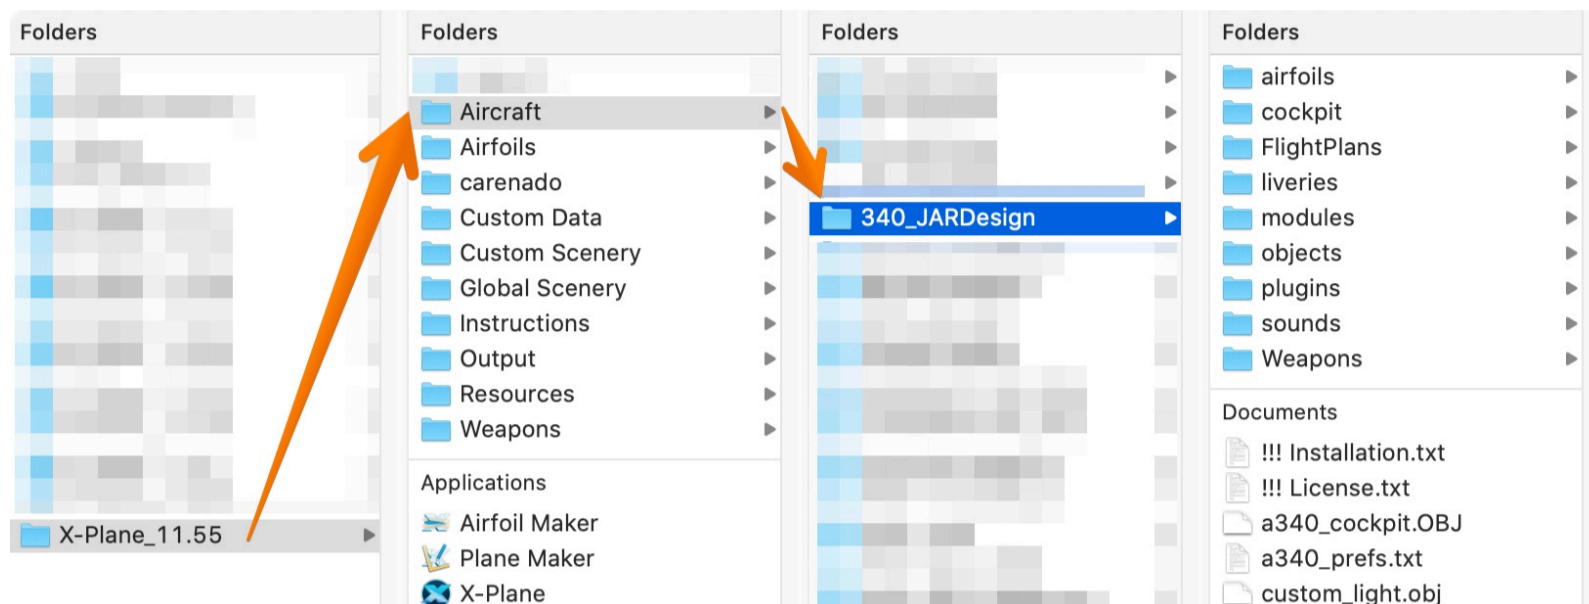 Folders
X-Plane_11.55
Folders
Aircraft
Airfoils
carenado
Custom Data
Custom Scenery
Global Scenery
Instructions
Output
Resources
Weapons
Applications
Airfoil Maker
Plane Maker
X-Plane
Folders
340_JARDesign
Folders
airfoils
cockpit
FlightPlans
liveries
modules
objects
plugins
sounds
Weapons
Documents
!!! Installation.txt
!!! License.txt
a340_cockpit.OBJ
a340_prefs.txt
custom_light.obj